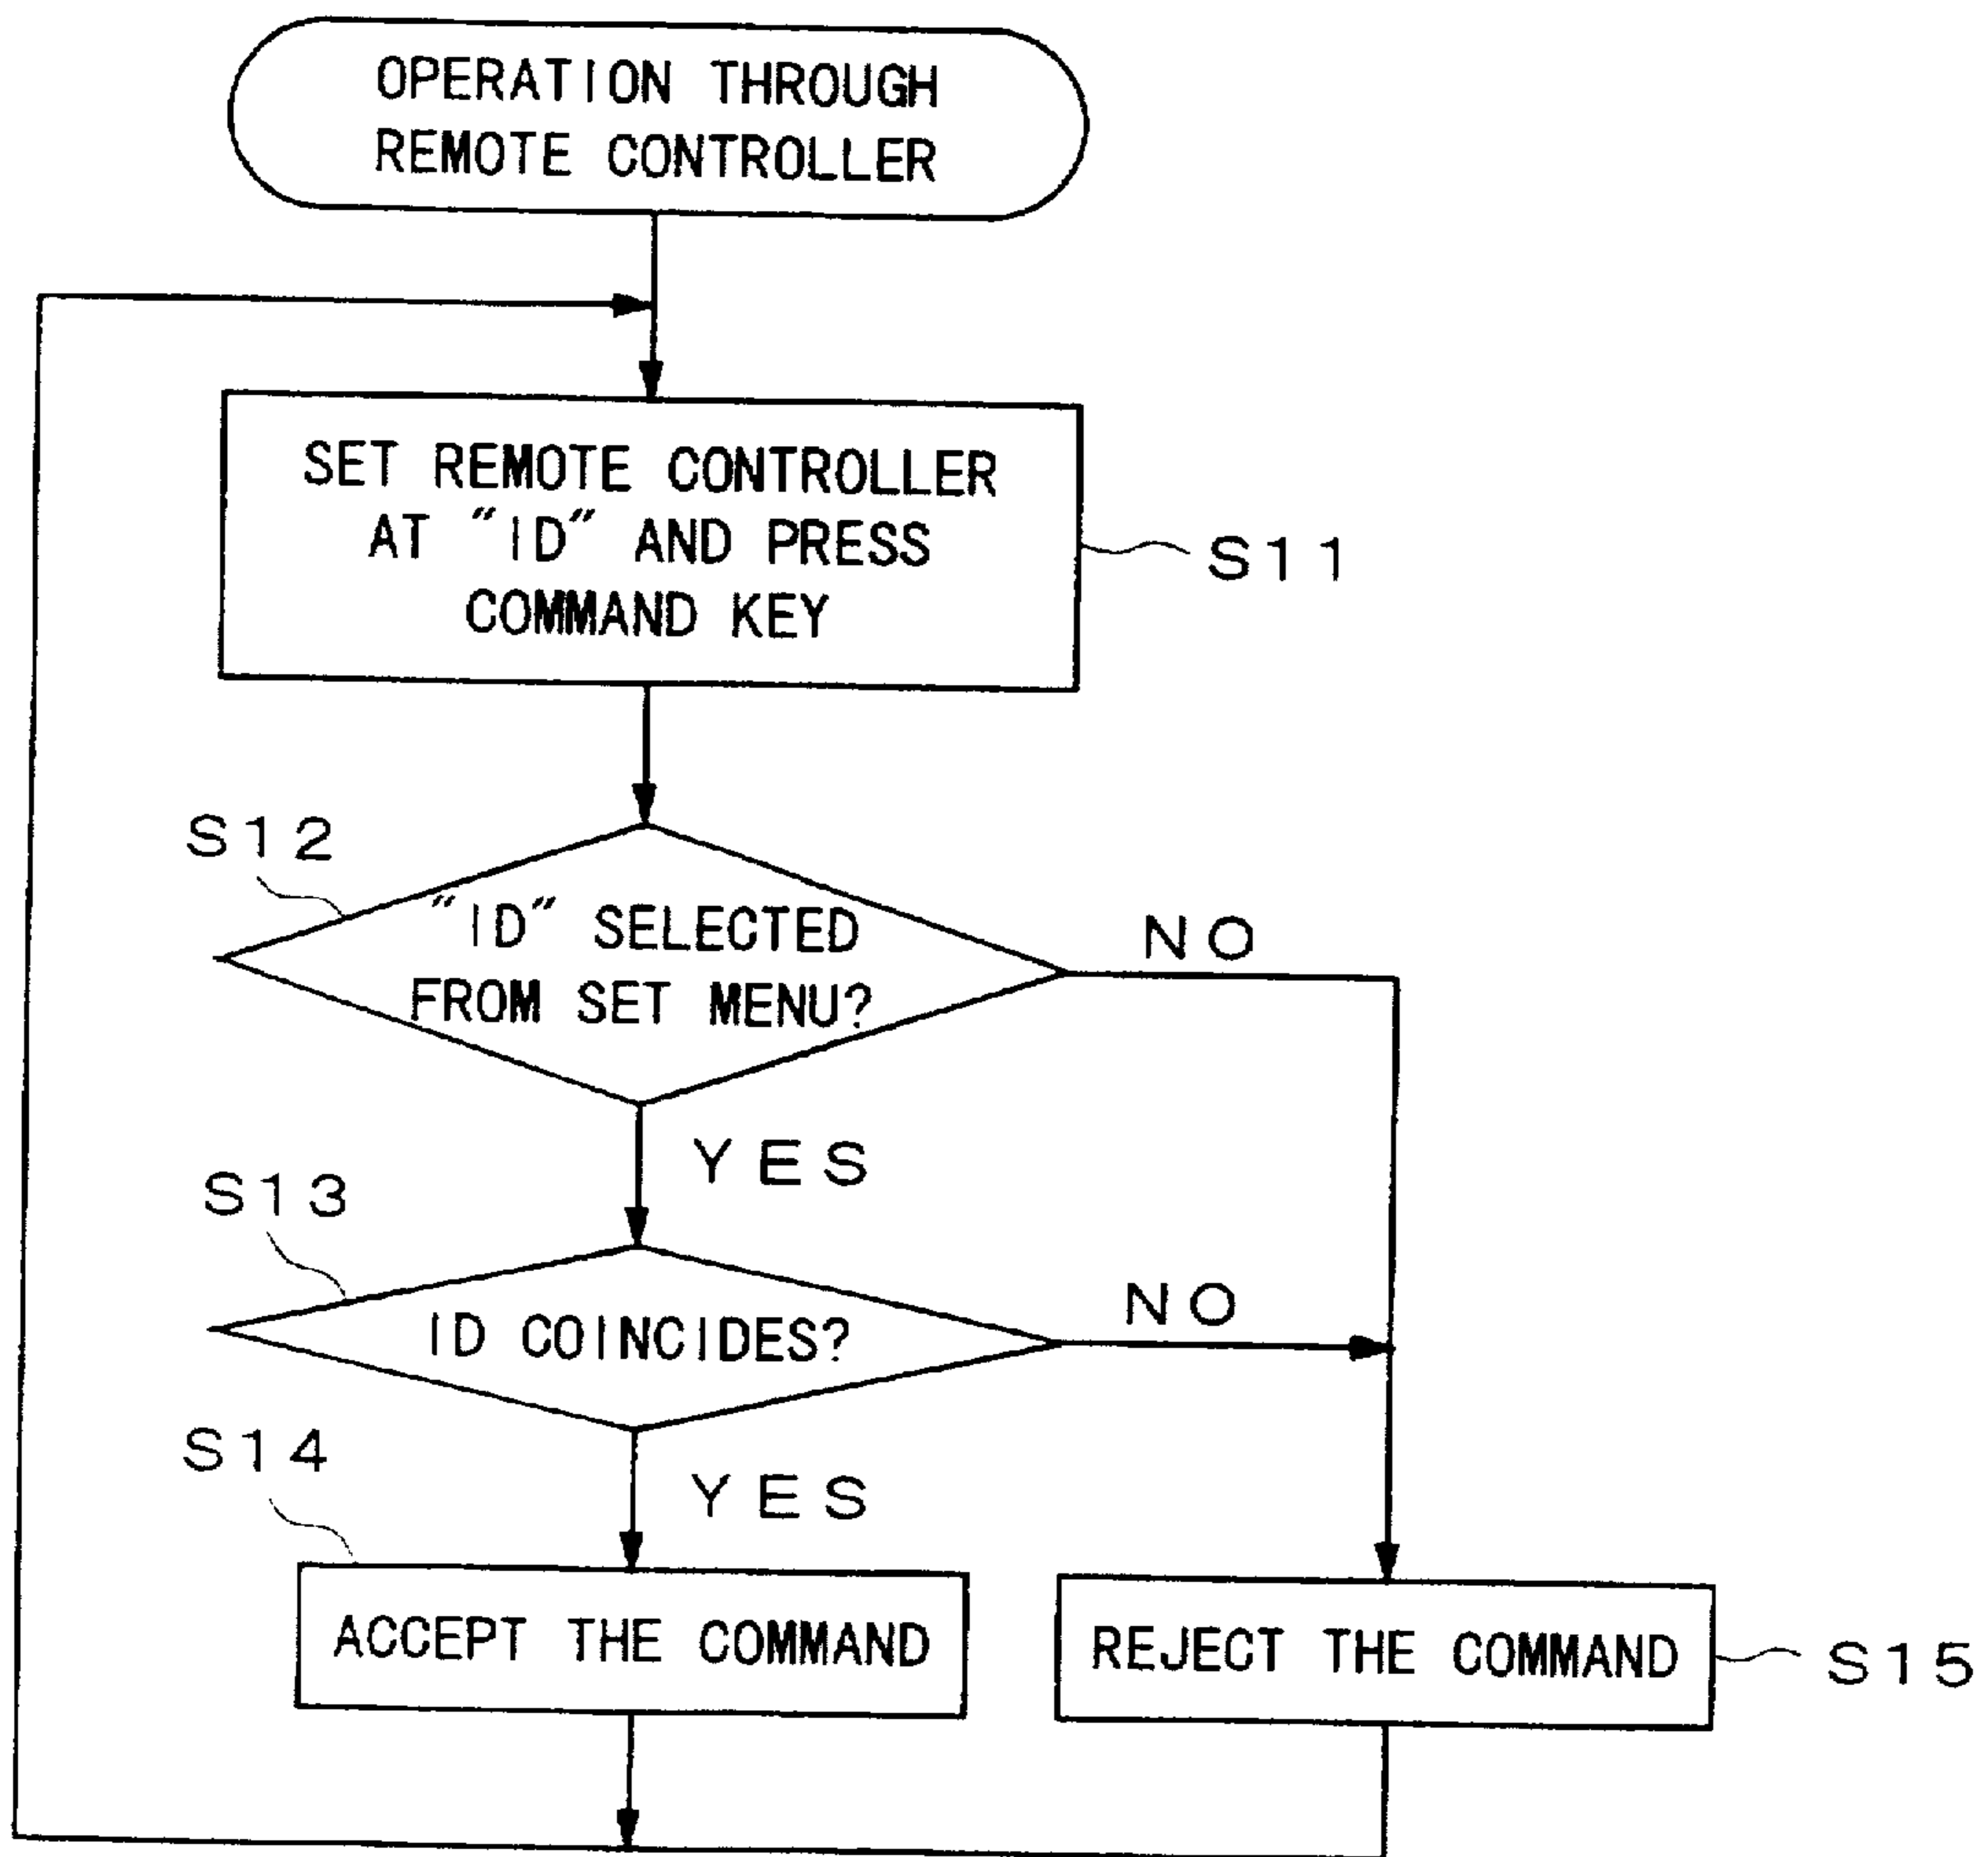 OPERATION THROUGH
REMOTE CONTROLLER
SET REMOTE CONTROLLER
AT "ID" AND PRESS
COMMAND KEY
S11
S12
"ID" SELECTED
FROM SET MENU?
NO
YES
S13
ID COINCIDES?
NO
YES
S14
ACCEPT THE COMMAND
REJECT THE COMMAND
S15